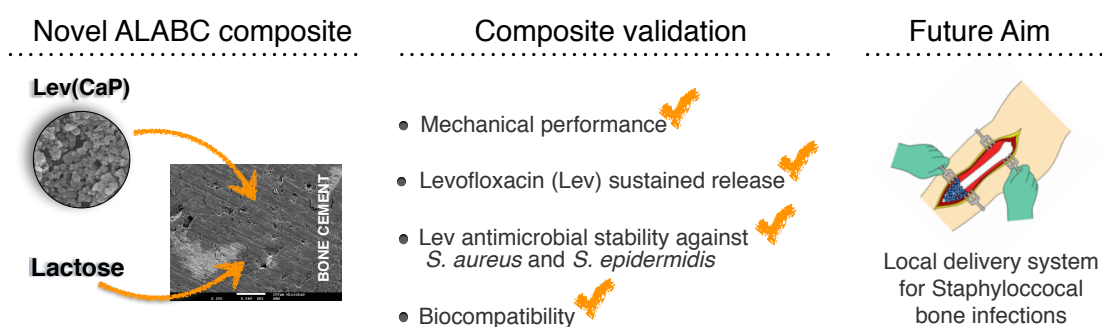 Novel ALABC composite
Lev(CaP)
BONE CEMENT
Lactose
Composite validation
• Mechanical performance
• Levofloxacin (Lev) sustained release
• Lev antimicrobial stability against
S. aureus and S. epidermidis
• Biocompatibility
Future Aim
Local delivery system
for Staphyloccocal
bone infections